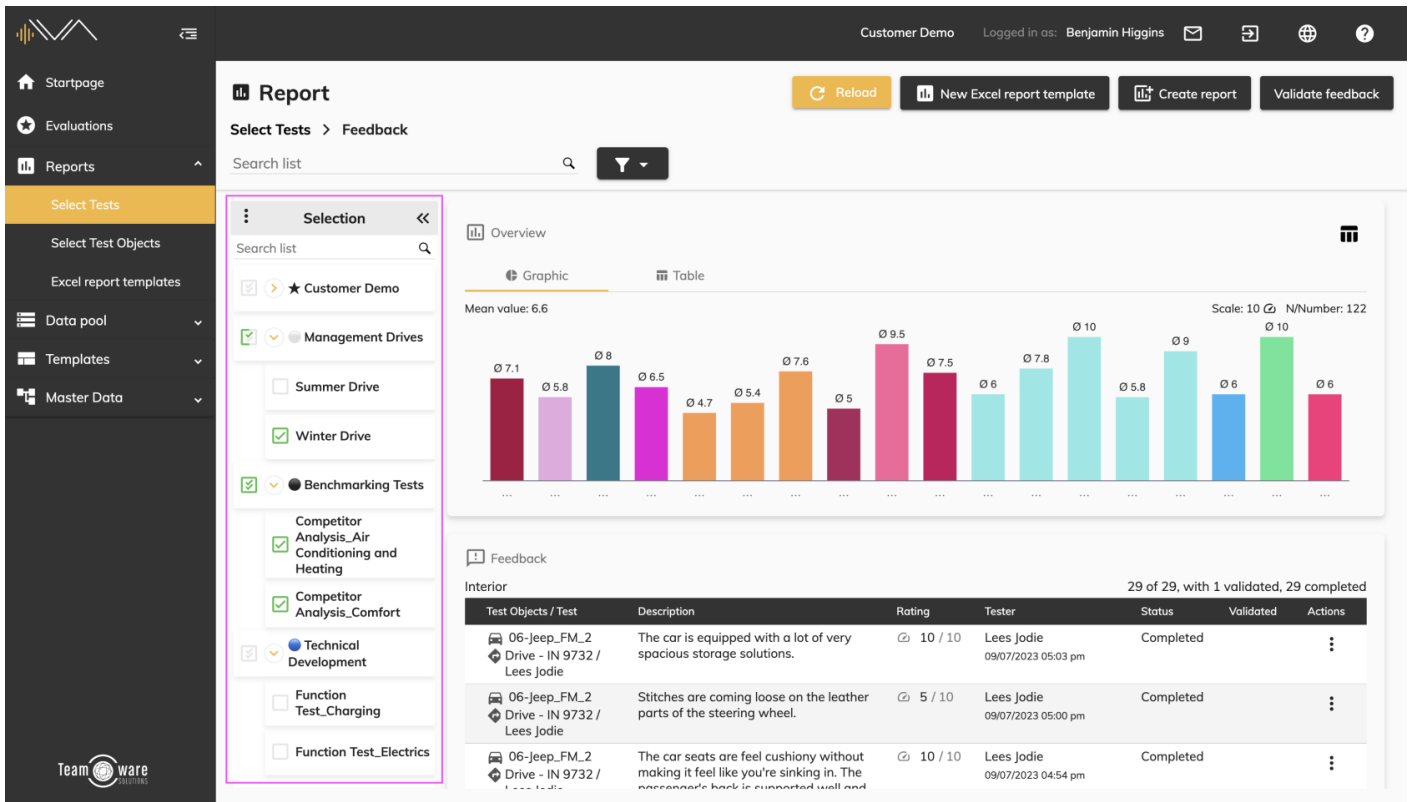 Customer Demo Logged in as: Benjamin Higgins
Startpage
Evaluations
Reports
Select Tests
Select Test Objects
Excel report templates
Data pool
Templates
Master Data
Team ware
SOLUTIONS
Report
Reload
New Excel report template
Create report
Validate feedback
Select Tests > Feedback
Search list
Selection
Search list
Customer Demo
Management Drives
Summer Drive
Winter Drive
Benchmarking Tests
Competitor
Analysis_Air
Conditioning and
Heating
Competitor
Analysis_Comfort
Technical
Development
Function
Test_Charging
Function Test_Electrics
Overview
Graphic Table
Mean value: 6.6
Scale: 10 N/Number: 122
Ø 7.1 Ø 5.8 Ø 8 Ø 6.5 Ø 4.7 Ø 5.4 Ø 7.6 Ø 5 Ø 9.5 Ø 7.5 Ø 6 Ø 7.8 Ø 10 Ø 5.8 Ø 9 Ø 6 Ø 10 Ø 6
... ... ... ... ... ... ... ... ... ... ... ... ... ... ... ... ... ...
Feedback
Interior 29 of 29, with 1 validated, 29 completed
Test Objects / Test Description Rating Tester Status Validated Actions
06-Jeep_FM_2 The car is equipped with a lot of very 10 / 10 Lees Jodie Completed
Drive - IN 9732 / spacious storage solutions. 09/07/2023 05:03 pm
Lees Jodie
06-Jeep_FM_2 Stitches are coming loose on the leather 5 / 10 Lees Jodie Completed
Drive - IN 9732 / parts of the steering wheel. 09/07/2023 05:00 pm
Lees Jodie
06-Jeep_FM_2 The car seats are feel cushiony without 10 / 10 Lees Jodie Completed
Drive - IN 9732 / making it feel like you're sinking in. The 09/07/2023 04:54 pm
Lees Jodie passenger's back is supported well and